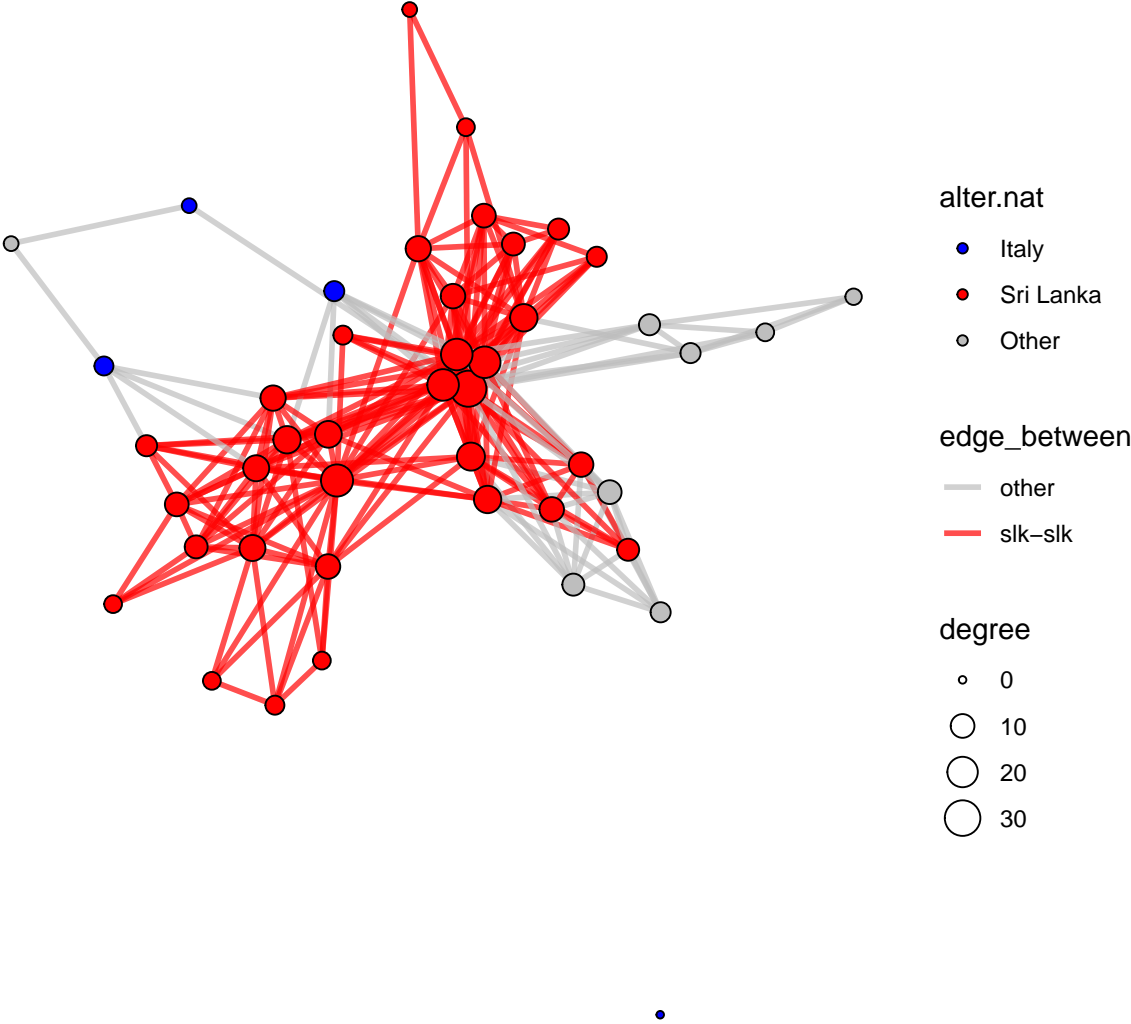 alter.nat
Italy
Sri Lanka
Other
edge_between
other
slk−slk
degree
0
10
20
30